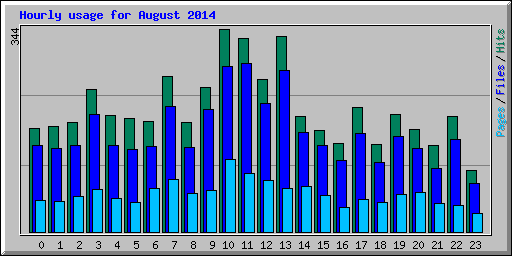 Hourly usage for August 2014
344
Pages / Files / Hits
0 1 2 3 4 5 6 7 8 9 10 11 12 13 14 15 16 17 18 19 20 21 22 23